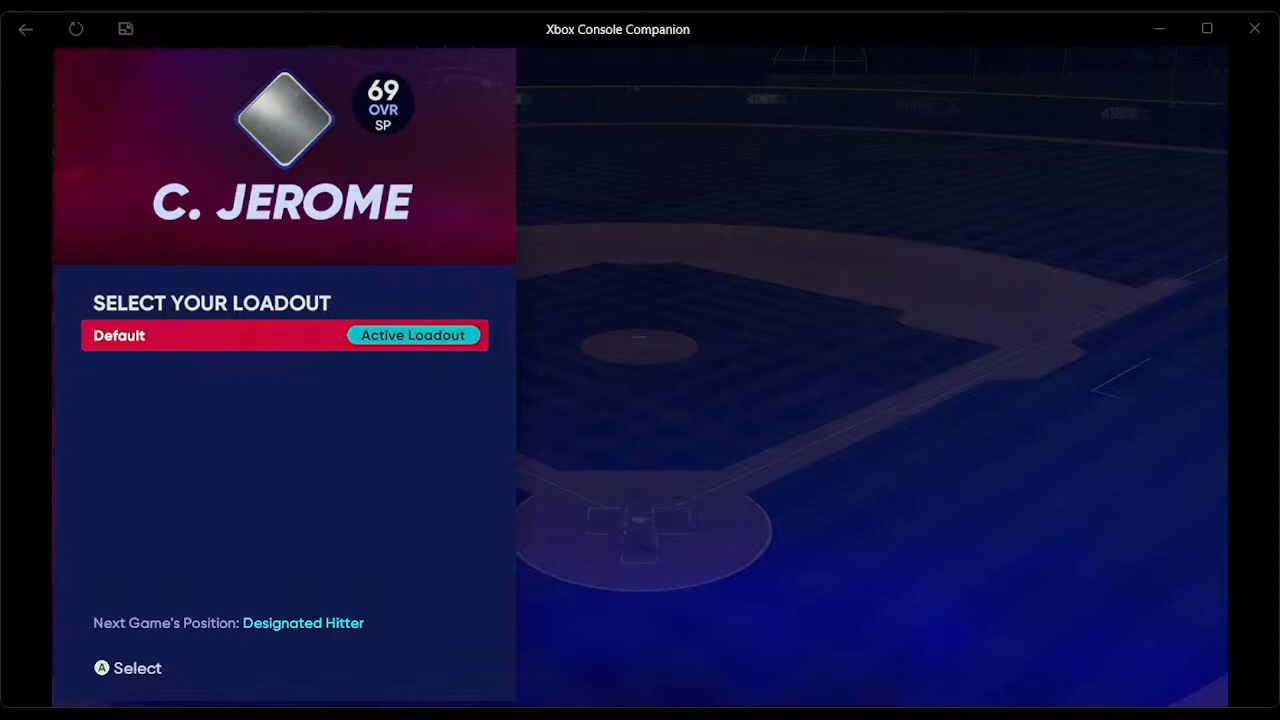 Xbox Console Companion
69
OVR
SP
C. JEROME
SELECT YOUR LOADOUT
Default Active Loadout
Next Game's Position: Designated Hitter
A Select